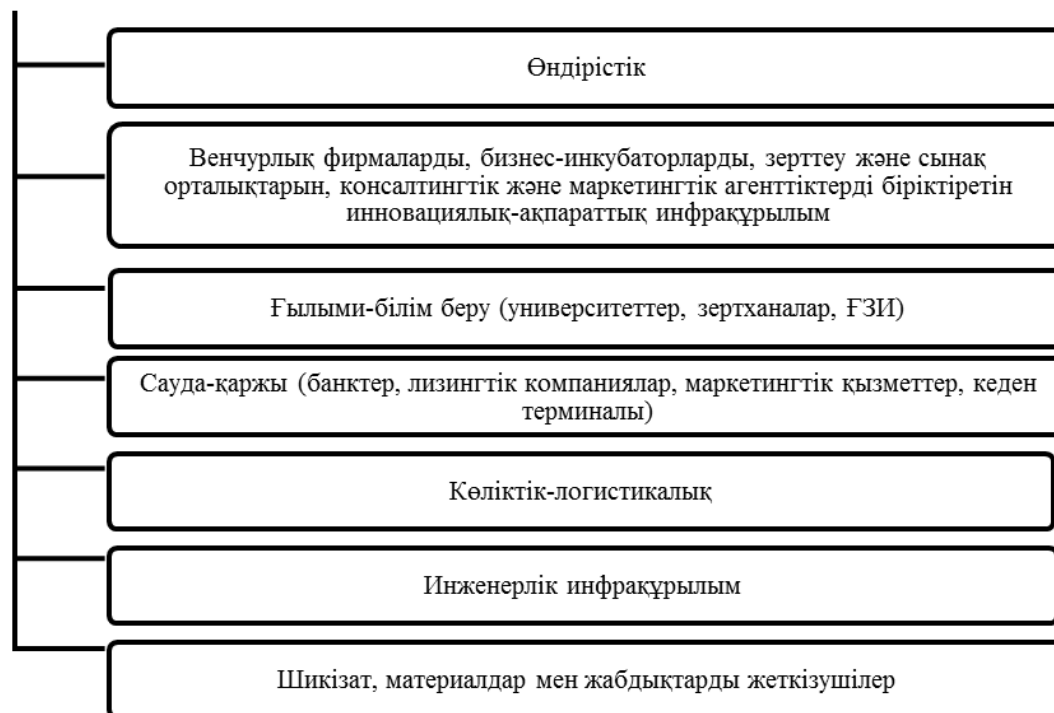 Өндірістік
Венчурлық фирмаларды, бизнес-инкубаторларды, зерттеу және сынақ
орталықтарын, консалтингтік және маркетингтік агенттіктерді біріктіретін
инновациялық-ақпараттық инфрақұрылым
Ғылыми-білім беру (университеттер, зертханалар, ҒЗИ)
Сауда-қаржы (банктер, лизингтік компаниялар, маркетингтік қызметтер, кеден
терминалы)
Көліктік-логистикалық
Инженерлік инфрақұрылым
Шикізат, материалдар мен жабдықтарды жеткізушілер